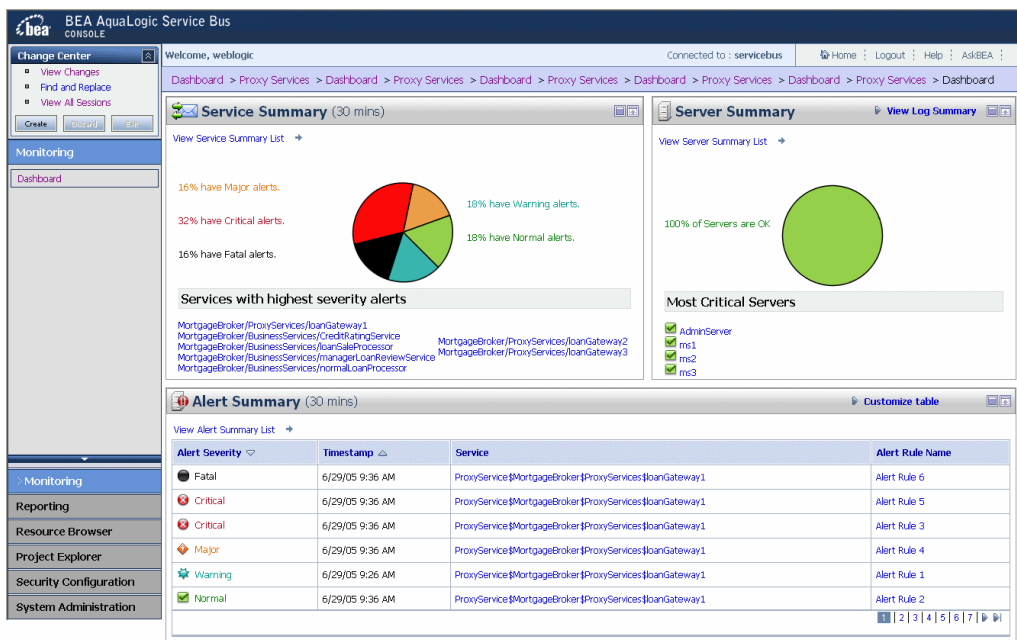 bea
BEA AquaLogic Service Bus
CONSOLE
Change Center
View Changes
Find and Replace
View All Sessions
Create
Discard
Exit
Monitoring
Dashboard
Monitoring
Reporting
Resource Browser
Project Explorer
Security Configuration
System Administration
Welcome, weblogic
Connected to : servicebus
Home
Logout
Help
AskBEA
Dashboard > Proxy Services > Dashboard > Proxy Services > Dashboard > Proxy Services > Dashboard > Proxy Services > Dashboard > Proxy Services > Dashboard
Service Summary (30 mins)
View Service Summary List
16% have Major alerts.
32% have Critical alerts.
16% have Fatal alerts.
18% have Warning alerts.
18% have Normal alerts.
Services with highest severity alerts
MortgageBroker/ProxyServices/loanGateway1
MortgageBroker/BusinessServices/CreditRatingService
MortgageBroker/BusinessServices/loanSaleProcessor
MortgageBroker/BusinessServices/managerLoanReviewService
MortgageBroker/BusinessServices/normalLoanProcessor
MortgageBroker/ProxyServices/loanGateway2
MortgageBroker/ProxyServices/loanGateway3
Server Summary
View Log Summary
View Server Summary List
100% of Servers are OK
Most Critical Servers
AdminServer
ms1
ms2
ms3
Alert Summary (30 mins)
Customize table
View Alert Summary List
Alert Severity Timestamp Service Alert Rule Name
Fatal 6/29/05 9:36 AM ProxyService$MortgageBroker$ProxyServices$loanGateway1 Alert Rule 6
Critical 6/29/05 9:36 AM ProxyService$MortgageBroker$ProxyServices$loanGateway1 Alert Rule 5
Critical 6/29/05 9:36 AM ProxyService$MortgageBroker$ProxyServices$loanGateway1 Alert Rule 3
Major 6/29/05 9:36 AM ProxyService$MortgageBroker$ProxyServices$loanGateway1 Alert Rule 4
Warning 6/29/05 9:26 AM ProxyService$MortgageBroker$ProxyServices$loanGateway1 Alert Rule 1
Normal 6/29/05 9:36 AM ProxyService$MortgageBroker$ProxyServices$loanGateway1 Alert Rule 2
1 | 2 | 3 | 4 | 5 | 6 | 7 |